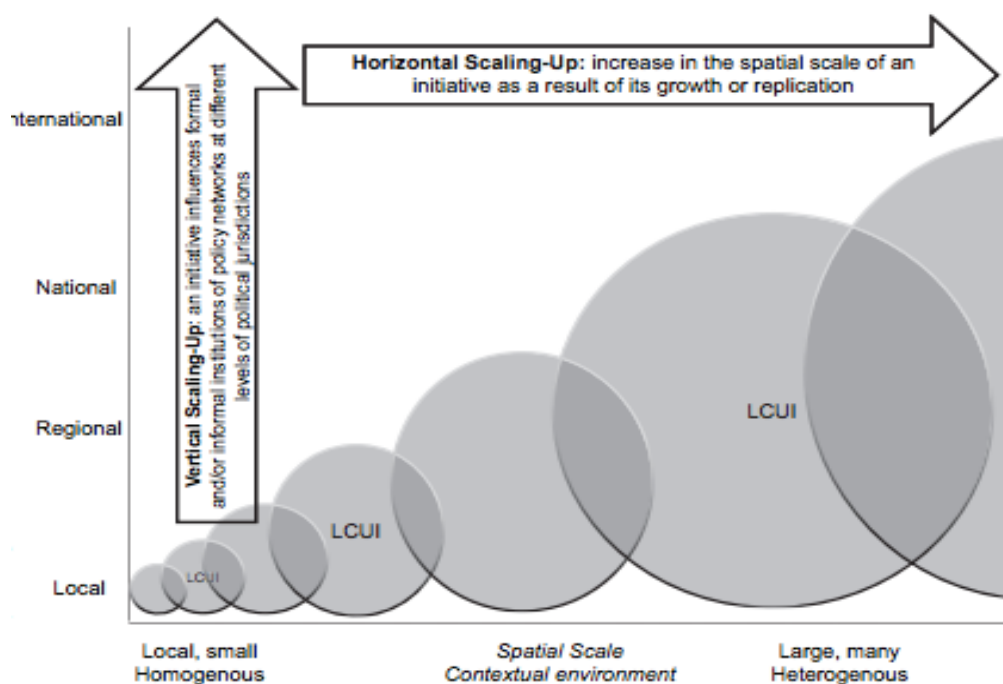 Horizontal Scaling-Up: increase in the spatial scale of an
initiative as a result of its growth or replication
Vertical Scaling-Up: an initiative influences formal
and/or informal institutions of policy networks at different
levels of political jurisdictions
nternational
National
Regional
Local
LCUI
LCUI
LCUI
Local, small
Homogenous
Spatial Scale
Contextual environment
Large, many
Heterogenous